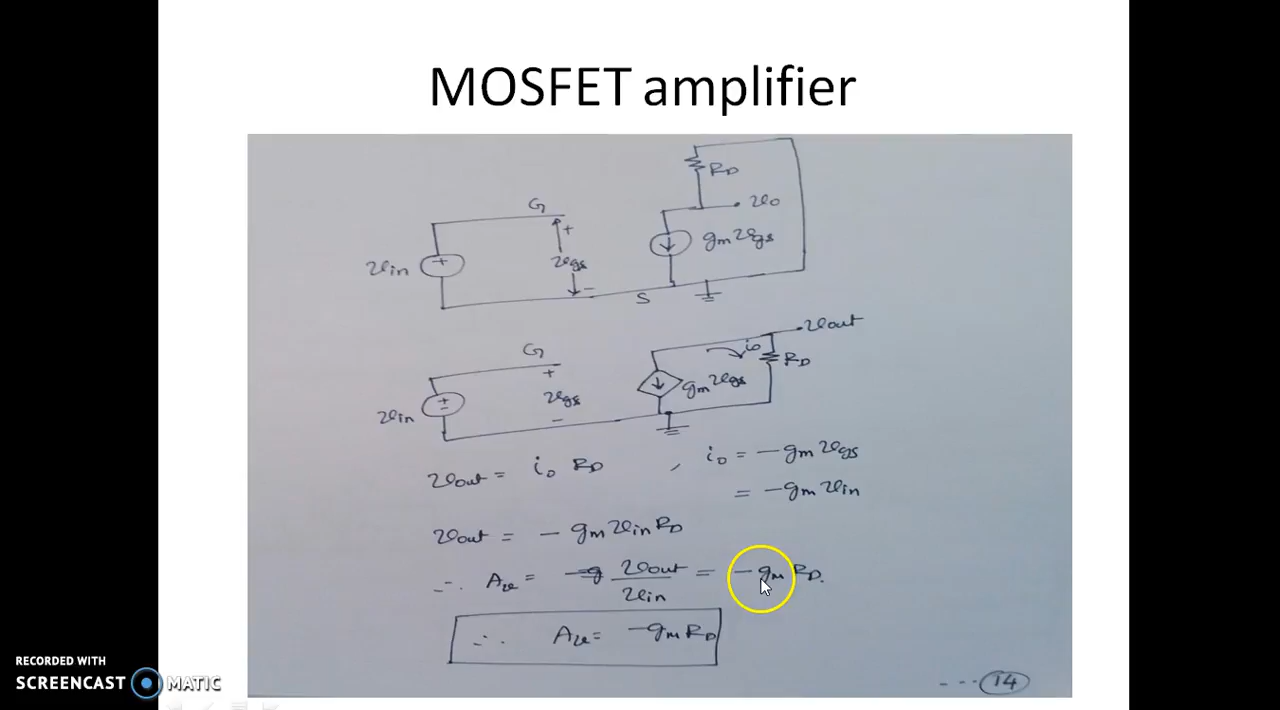 MOSFET amplifier
RD
G
vo
+
gm vgs
+
vin
vgs
−
S
vout
G
io
RD
+
gm vgs
±
vgs
vin
−
vout = io RD , io = −gm vgs
= −gm vin
vout = − gm vin RD
∴ Av = vout / vin = −gm RD.
∴ Av = −gm RD
---- 14
RECORDED WITH
SCREENCAST MATIC